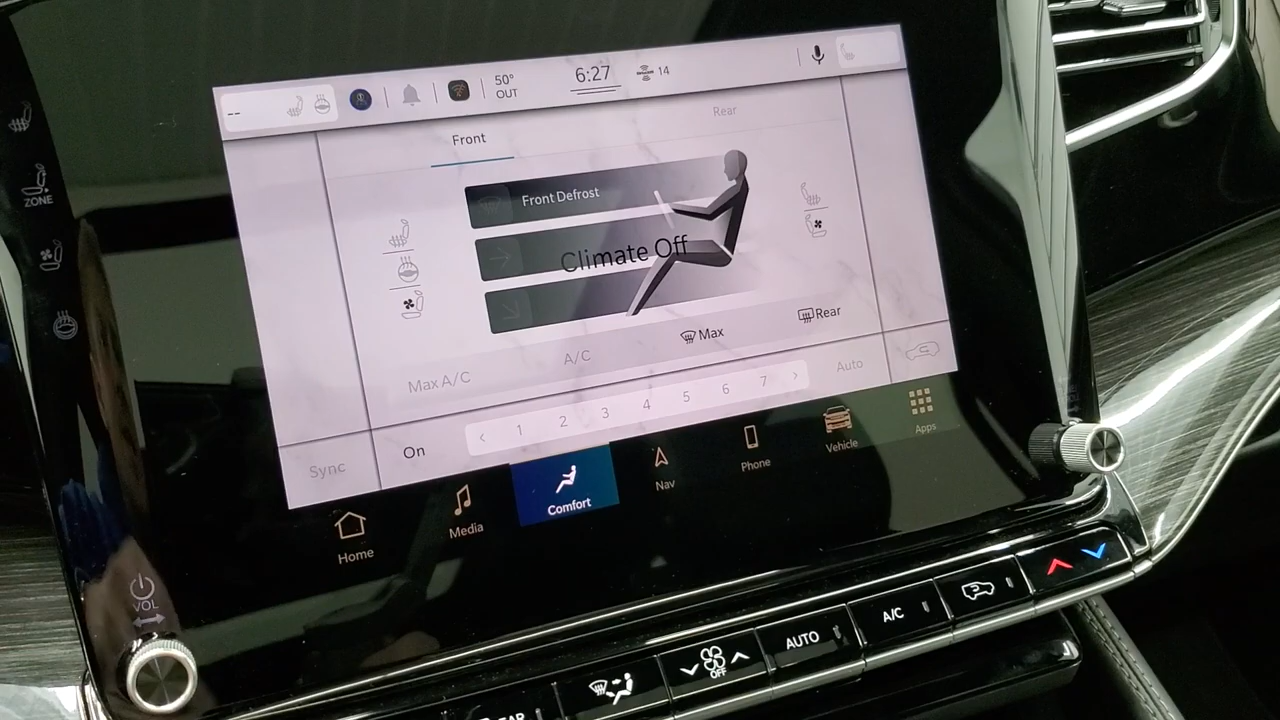 --
50°
OUT
6:27
14
Front
Rear
ZONE
Front Defrost
Climate Off
Max A/C
A/C
Max
Rear
Sync
On
< 1 2 3 4 5 6 7 >
Auto
Home
Media
Comfort
Nav
Phone
Vehicle
Apps
VOL
OFF
AUTO
A/C